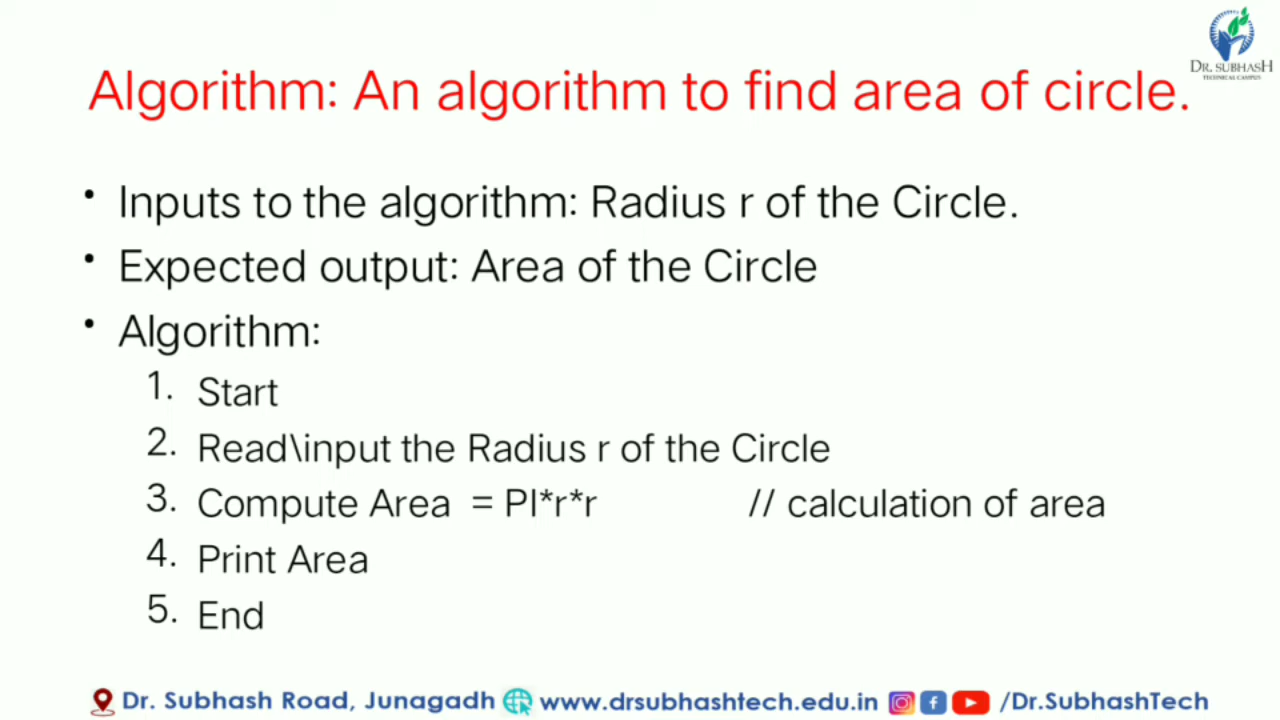 DR. SUBHASH
TECHNICAL CAMPUS
Algorithm: An algorithm to find area of circle.
• Inputs to the algorithm: Radius r of the Circle.
• Expected output: Area of the Circle
• Algorithm:
1. Start
2. Read\input the Radius r of the Circle
3. Compute Area = PI*r*r // calculation of area
4. Print Area
5. End
Dr. Subhash Road, Junagadh www.drsubhashtech.edu.in /Dr.SubhashTech